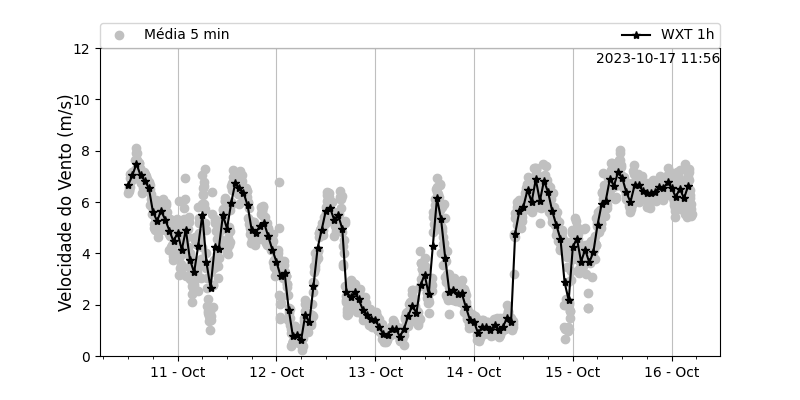 Média 5 min
WXT 1h
2023-10-17 11:56
Velocidade do Vento (m/s)
12
10
8
6
4
2
0
11 - Oct
12 - Oct
13 - Oct
14 - Oct
15 - Oct
16 - Oct